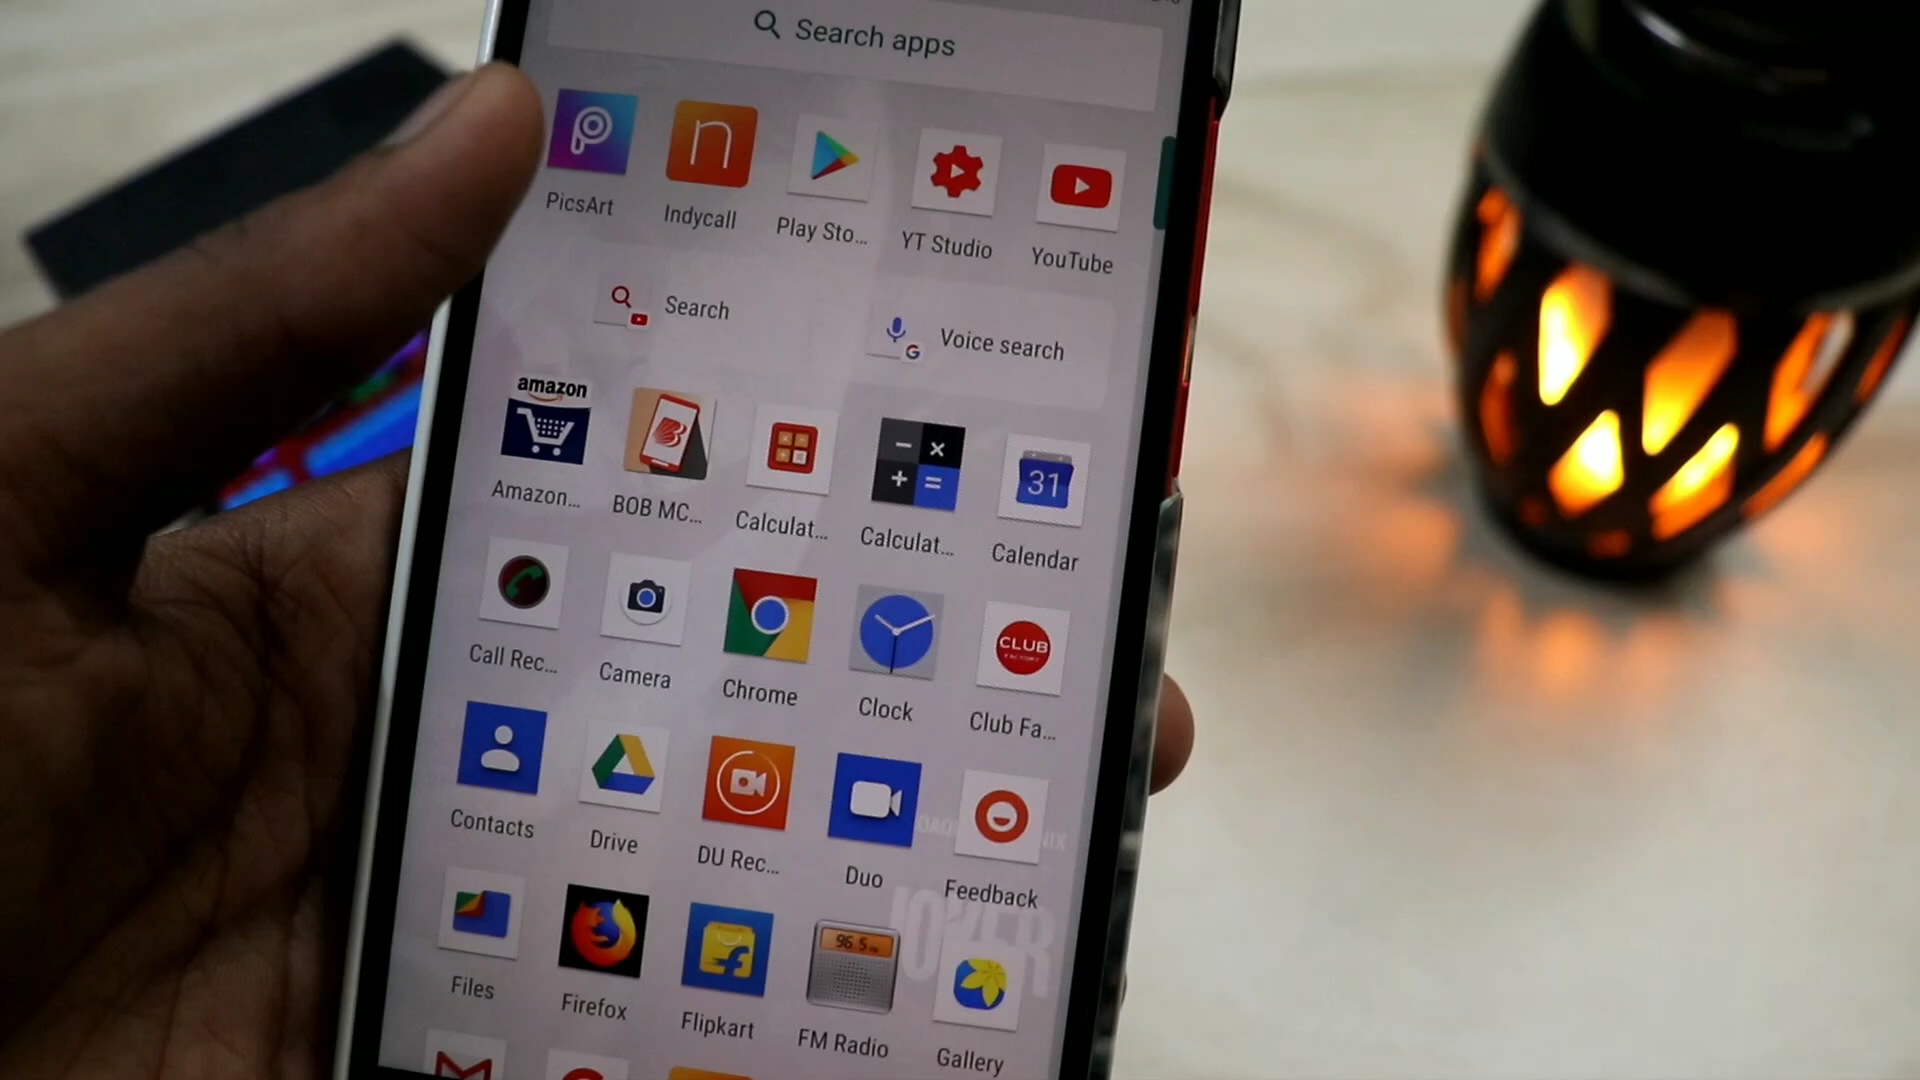 Search apps
PicsArt
Indycall
Play Sto...
YT Studio
YouTube
Search
Voice search
amazon
31
Amazon...
BOB MC...
Calculat...
Calculat...
Calendar
CLUB
FACTORY
Call Rec...
Camera
Chrome
Clock
Club Fa...
Contacts
Drive
DU Rec...
Duo
Feedback
JOKER
96.5
Files
Firefox
Flipkart
FM Radio
Gallery